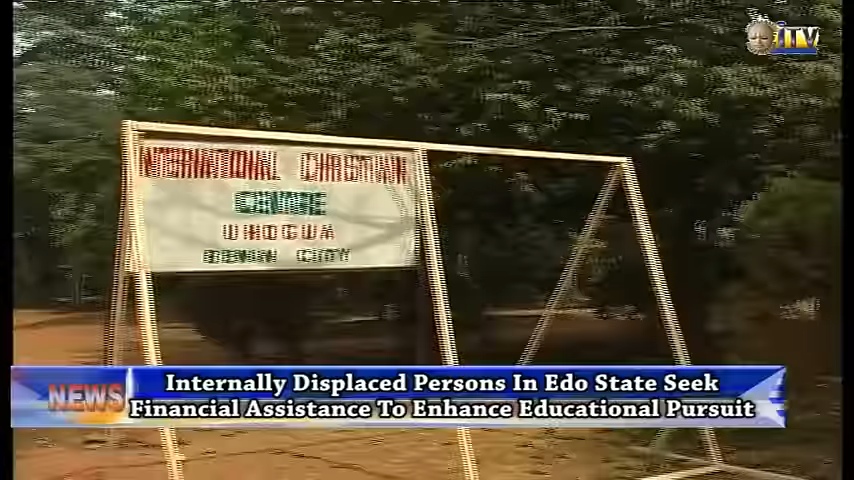 iTV
INTERNATIONAL CHRISTIAN
CENTRE
UHOGUA
BENIN CITY
NEWS
Internally Displaced Persons In Edo State Seek
Financial Assistance To Enhance Educational Pursuit